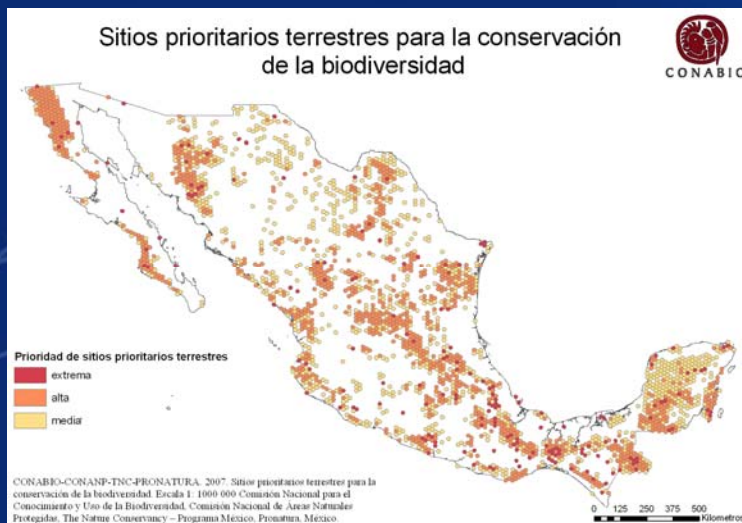 Sitios prioritarios terrestres para la conservación
de la biodiversidad
CONABIO
Prioridad de sitios prioritarios terrestres
extrema
alta
media
CONABIO-CONANP-TNC-PRONATURA. 2007. Sitios prioritarios terrestres para la
conservación de la biodiversidad. Escala 1: 1000 000 Comisión Nacional para el
Conocimiento y Uso de la Biodiversidad, Comisión Nacional de Áreas Naturales
Protegidas, The Nature Conservancy – Programa México, Pronatura, México.
0 125 250 375 500
Kilometros